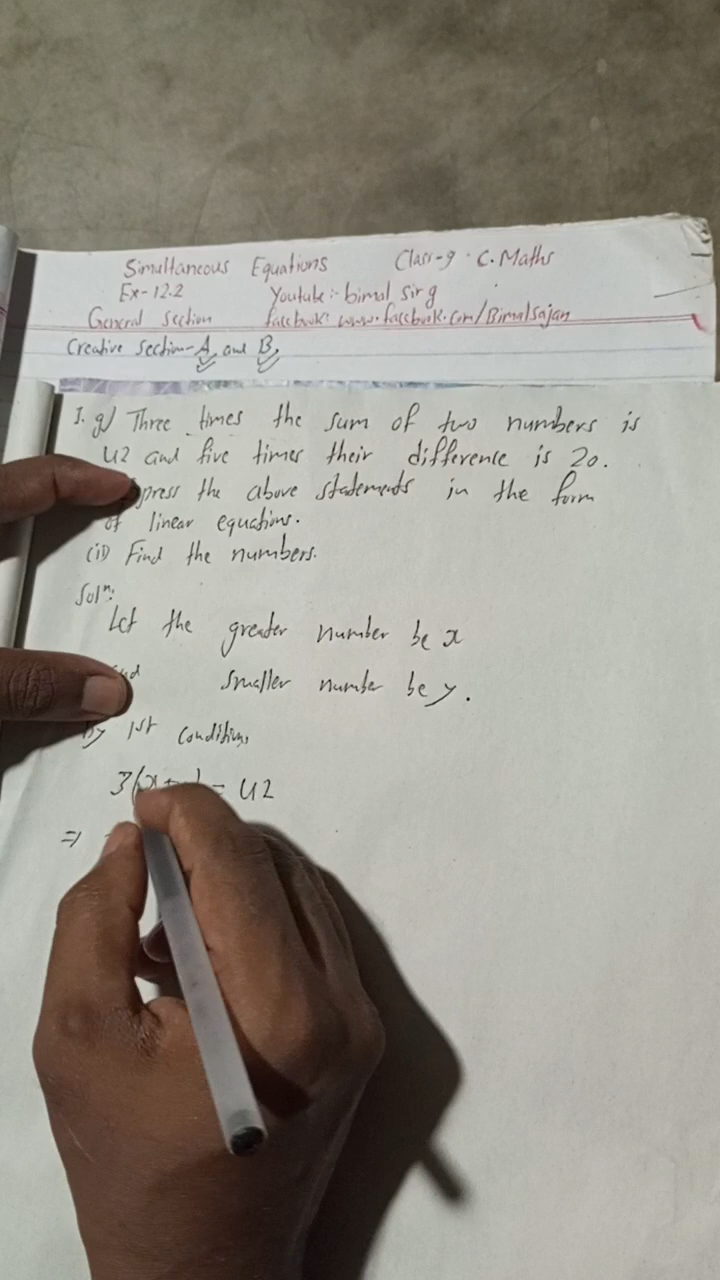 Simultaneous Equations Class-9 C. Maths
Ex-12.2 Youtube:- bimal sir g
General section facebook: www.facebook.com/Bimalsajan
Creative section-A and B,
1. g) Three times the sum of two numbers is
42 and five times their difference is 20.
press the above statements in the form
of linear equations.
(ii) Find the numbers.
Solⁿ:
Let the greater number be x
smaller number be y.
1st condition,
= 42
⇒